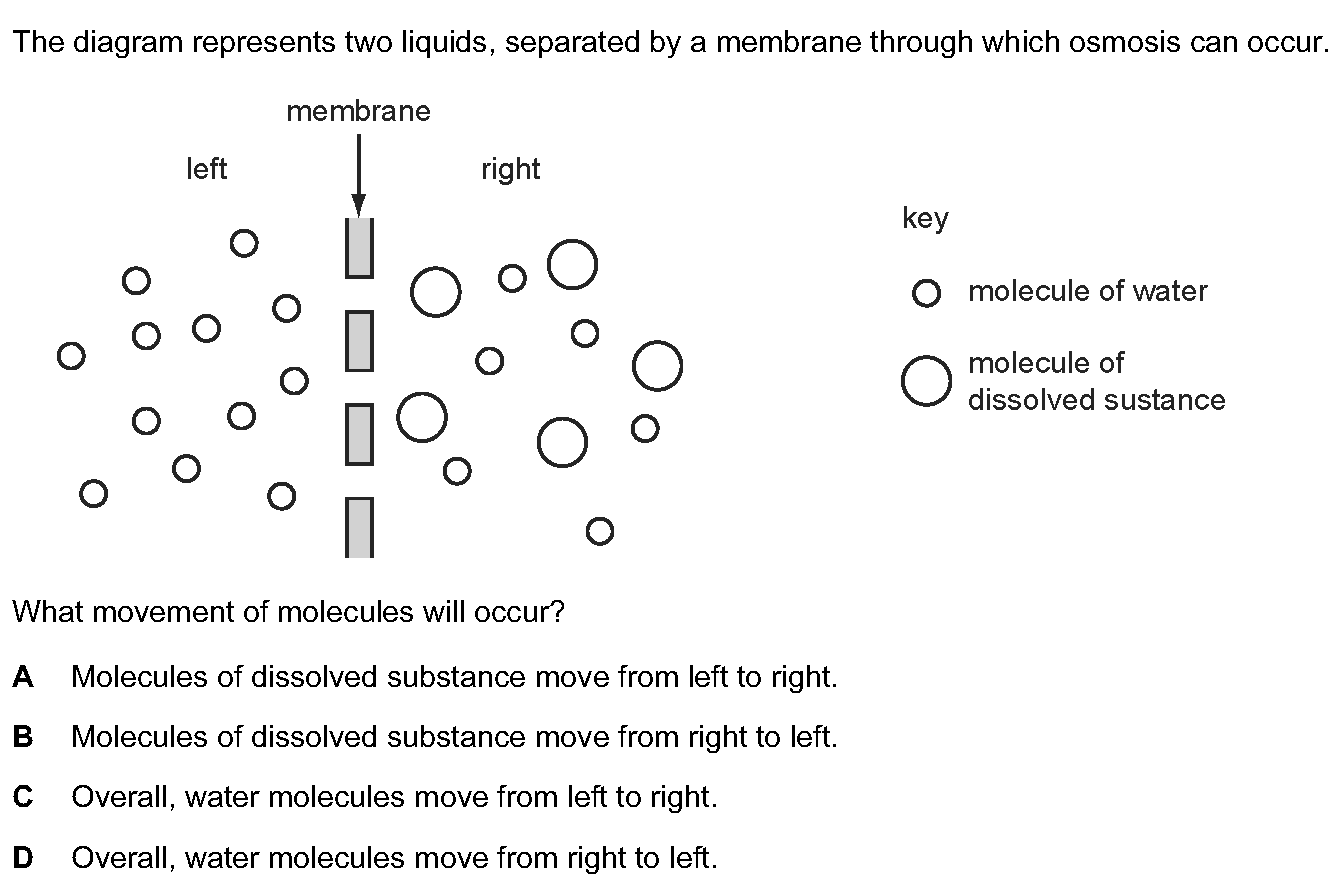 The diagram represents two liquids, separated by a membrane through which osmosis can occur.
membrane
left
right
key
molecule of water
molecule of
dissolved sustance
What movement of molecules will occur?
A Molecules of dissolved substance move from left to right.
B Molecules of dissolved substance move from right to left.
C Overall, water molecules move from left to right.
D Overall, water molecules move from right to left.